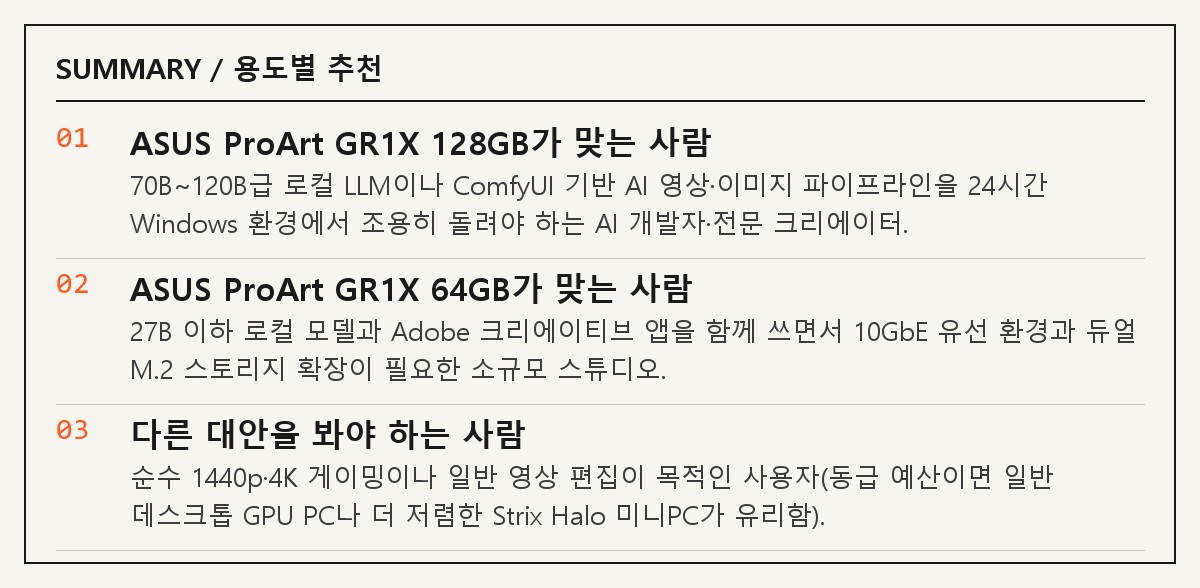 SUMMARY / 용도별 추천
01
ASUS ProArt GR1X 128GB가 맞는 사람
70B~120B급 로컬 LLM이나 ComfyUI 기반 AI 영상·이미지 파이프라인을 24시간
Windows 환경에서 조용히 돌려야 하는 AI 개발자·전문 크리에이터.
02
ASUS ProArt GR1X 64GB가 맞는 사람
27B 이하 로컬 모델과 Adobe 크리에이티브 앱을 함께 쓰면서 10GbE 유선 환경과 듀얼
M.2 스토리지 확장이 필요한 소규모 스튜디오.
03
다른 대안을 봐야 하는 사람
순수 1440p·4K 게이밍이나 일반 영상 편집이 목적인 사용자(동급 예산이면 일반
데스크톱 GPU PC나 더 저렴한 Strix Halo 미니PC가 유리함).